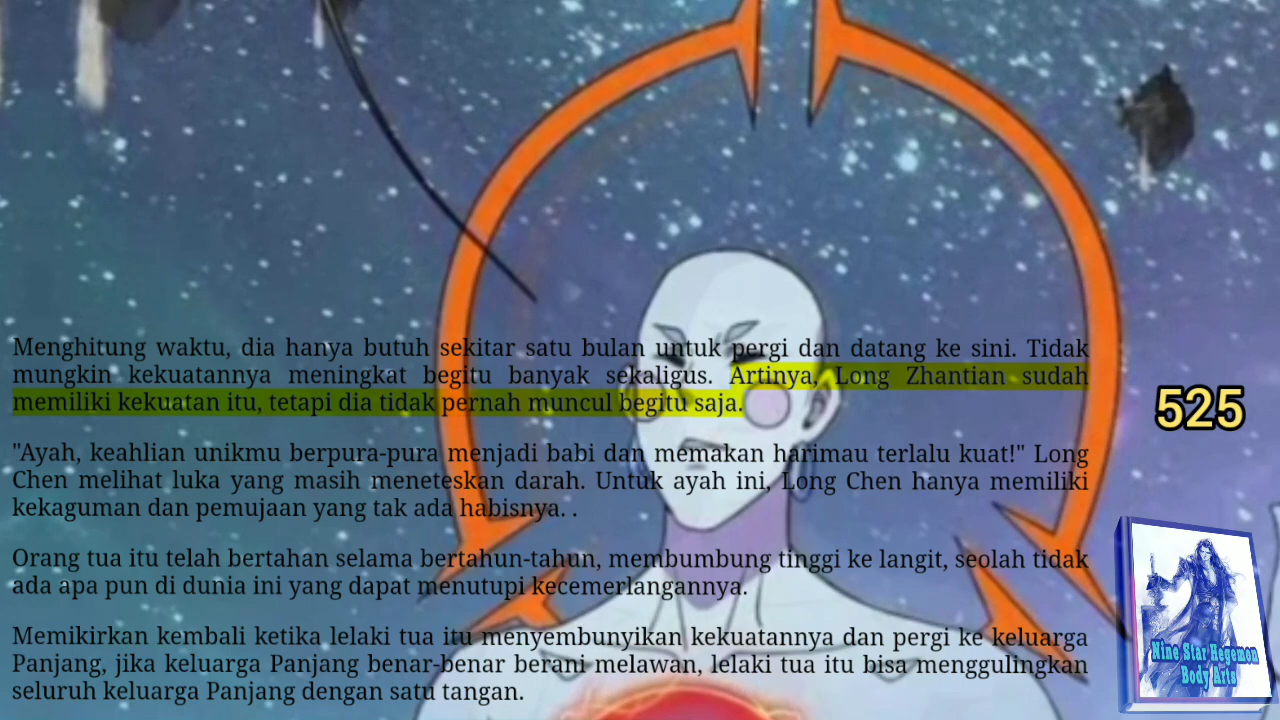 Menghitung waktu, dia hanya butuh sekitar satu bulan untuk pergi dan datang ke sini. Tidak
mungkin kekuatannya meningkat begitu banyak sekaligus. Artinya, Long Zhantian sudah
memiliki kekuatan itu, tetapi dia tidak pernah muncul begitu saja.
"Ayah, keahlian unikmu berpura-pura menjadi babi dan memakan harimau terlalu kuat!" Long
Chen melihat luka yang masih meneteskan darah. Untuk ayah ini, Long Chen hanya memiliki
kekaguman dan pemujaan yang tak ada habisnya. .
Orang tua itu telah bertahan selama bertahun-tahun, membumbung tinggi ke langit, seolah tidak
ada apa pun di dunia ini yang dapat menutupi kecemerlangannya.
Memikirkan kembali ketika lelaki tua itu menyembunyikan kekuatannya dan pergi ke keluarga
Panjang, jika keluarga Panjang benar-benar berani melawan, lelaki tua itu bisa menggulingkan
seluruh keluarga Panjang dengan satu tangan.
525
Nine Star Hegemon
Body Arts